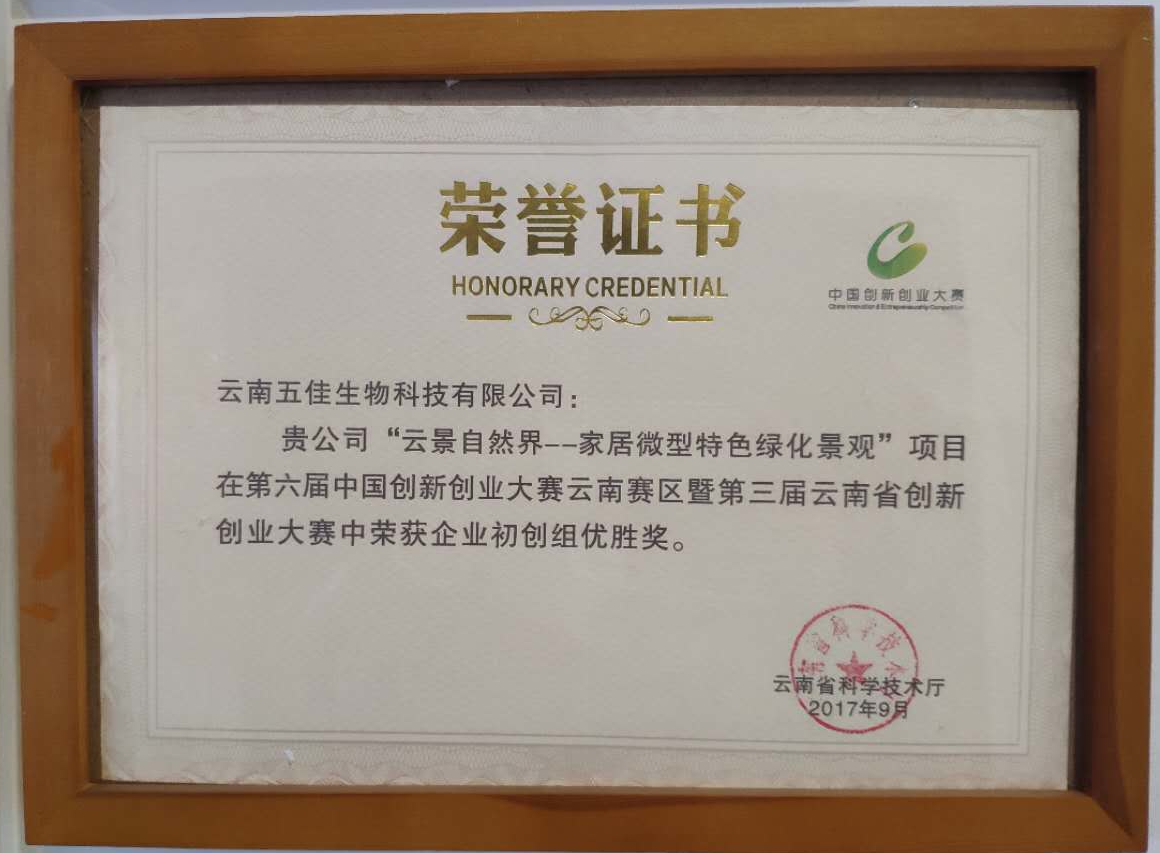 荣誉证书
HONORARY CREDENTIAL
中国创新创业大赛
China Innovation & Entrepreneurship Competition
云南五佳生物科技有限公司：
贵公司“云景自然界--家居微型特色绿化景观”项目
在第六届中国创新创业大赛云南赛区暨第三届云南省创新
创业大赛中荣获企业初创组优胜奖。
云南省科学技术厅
2017年9月